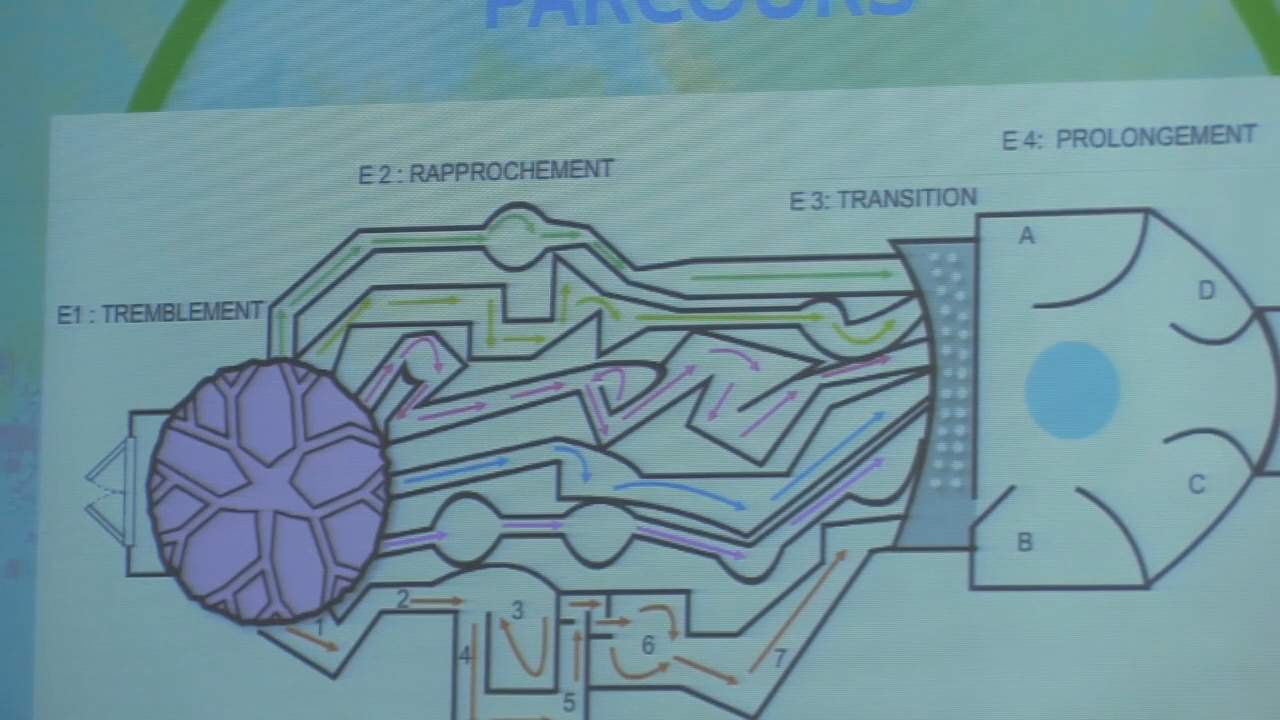 PARCOURS
E 4: PROLONGEMENT
E 2 : RAPPROCHEMENT
E 3: TRANSITION
E1 : TREMBLEMENT
A
D
C
B
1
2
3
4
5
6
7